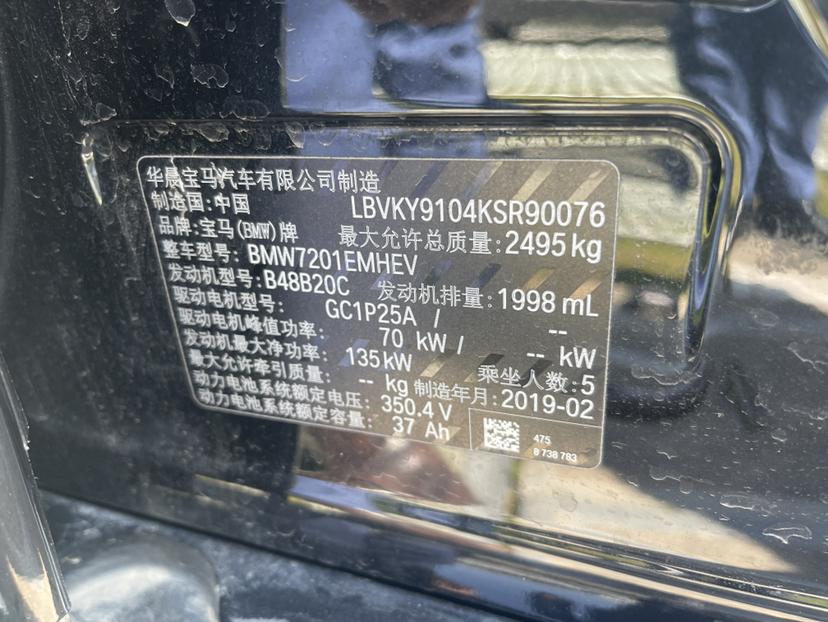 华晨宝马汽车有限公司制造
制造国:中国 LBVKY9104KSR90076
品牌:宝马(BMW)牌 最大允许总质量:2495kg
整车型号:BMW7201EMHEV
发动机型号:B48B20C 发动机排量:1998 mL
驱动电机型号: GC1P25A / --
驱动电机峰值功率: 70 kW / -- kW
发动机最大净功率: 135kW 乘坐人数:5
最大允许牵引质量: -- kg 制造年月:2019-02
动力电池系统额定电压:350.4 V
动力电池系统额定容量: 37 Ah
475
8 738 783